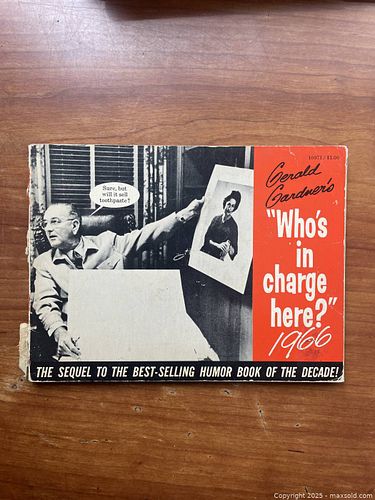 10371 / $1.00
Gerald
Gardner's
"Who's
in
charge
here?"
1966
Sure, but
will it sell
toothpaste?
THE SEQUEL TO THE BEST-SELLING HUMOR BOOK OF THE DECADE!
Copyright 2025 - maxsold.com